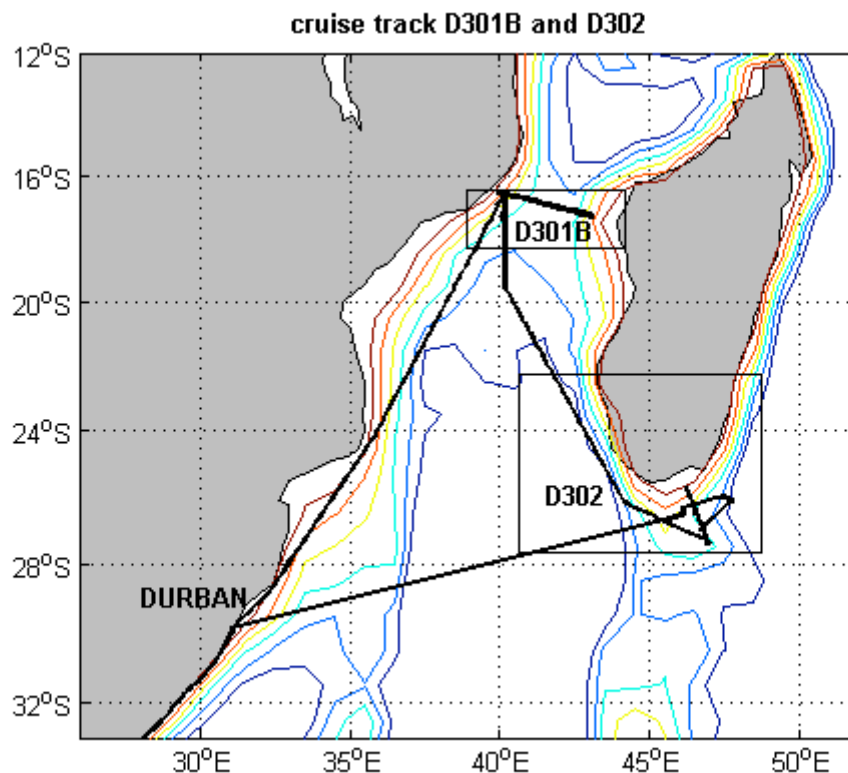 cruise track D301B and D302
12°S
16°S
D301B
20°S
24°S
D302
28°S
DURBAN
32°S
30°E
35°E
40°E
45°E
50°E